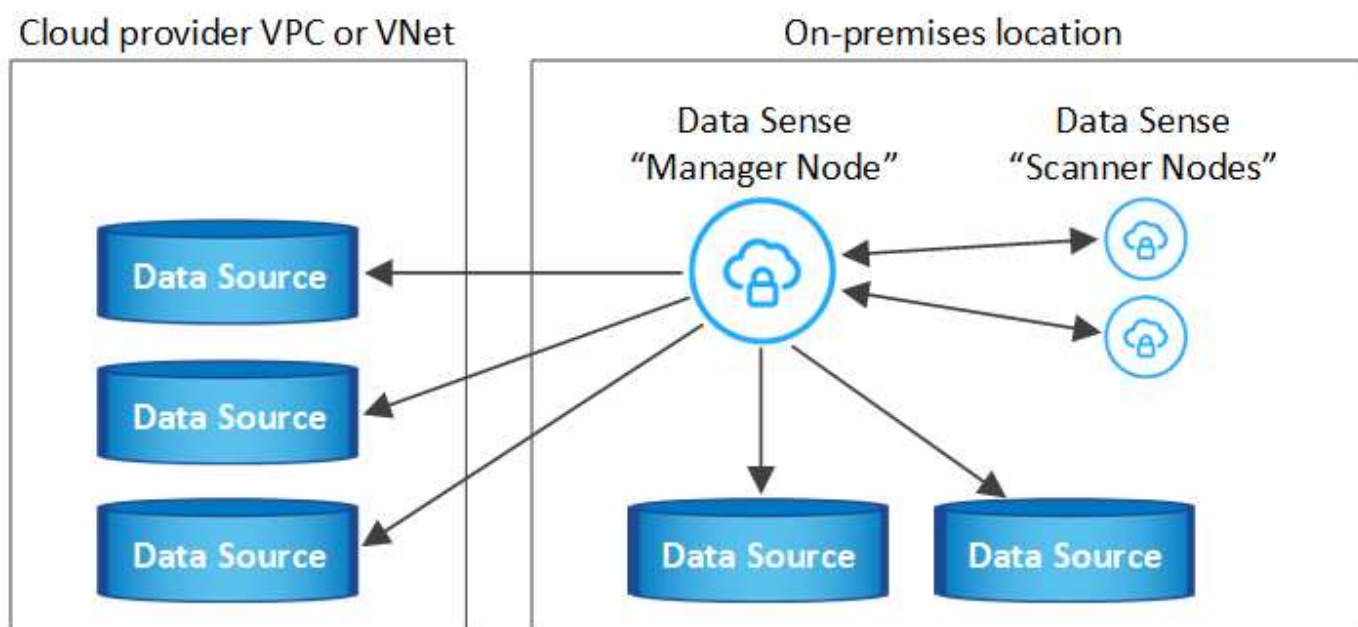 Cloud provider VPC or VNet
On-premises location
Data Sense
“Manager Node”
Data Sense
“Scanner Nodes”
Data Source
Data Source
Data Source
Data Source
Data Source